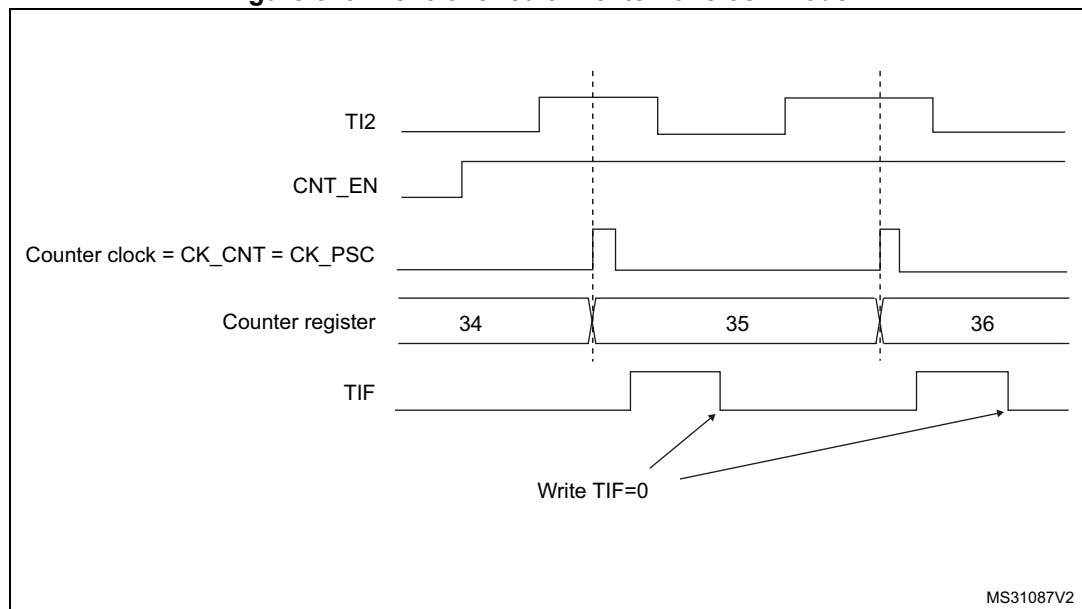 TI2
CNT_EN
Counter clock = CK_CNT = CK_PSC
Counter register
34
35
36
TIF
Write TIF=0
MS31087V2